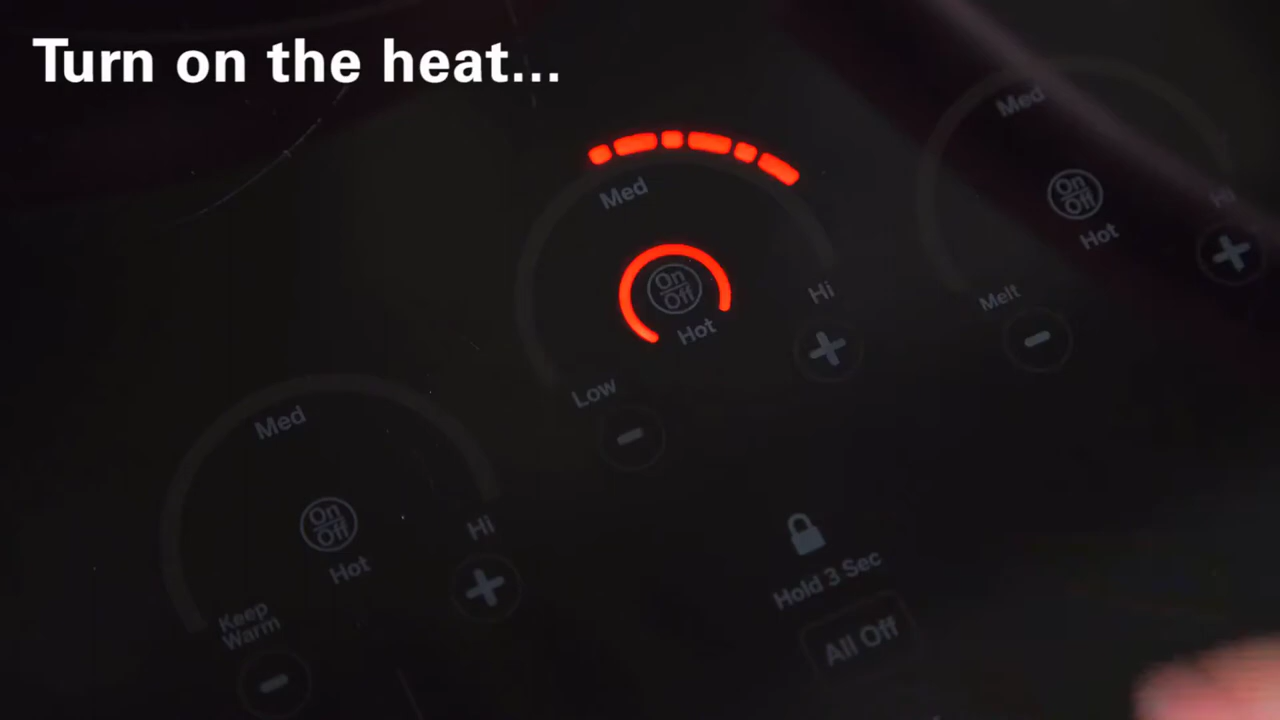 Turn on the heat...
Med
On
Off
Hot
Hi
Low
Med
On
Off
Hot
Hi
Melt
Med
On
Off
Hot
Hi
Keep
Warm
Hold 3 Sec
All Off